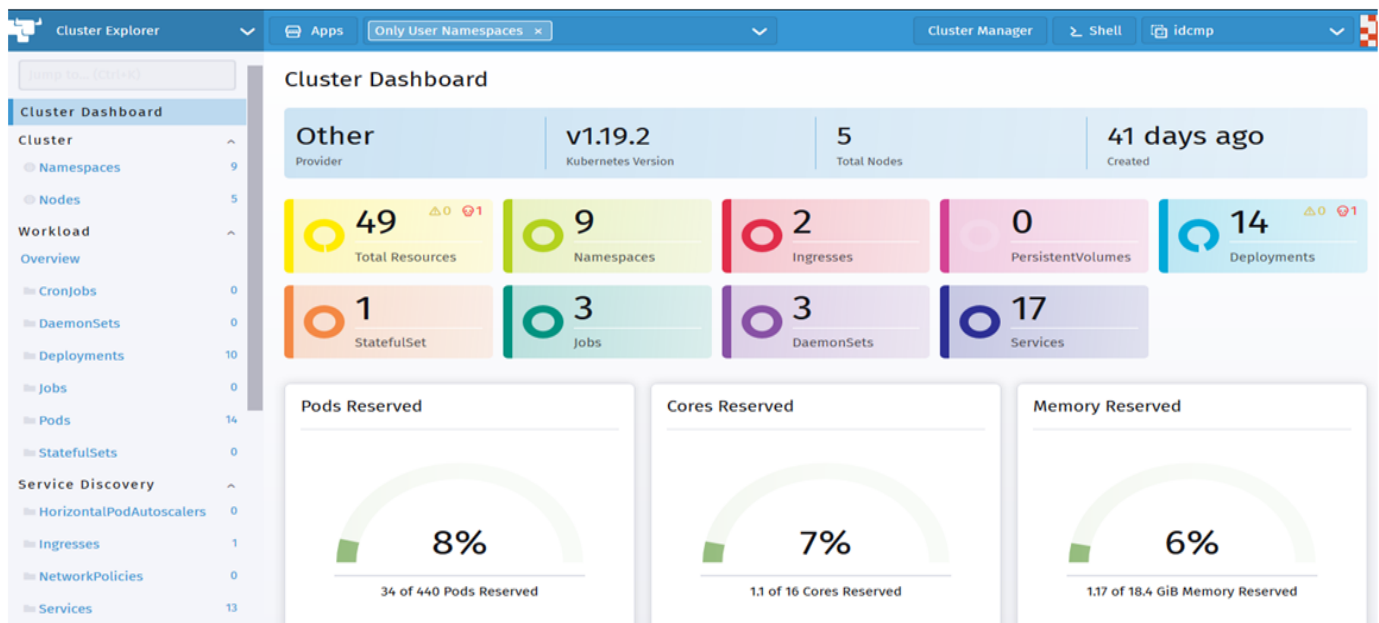 Cluster Explorer
Apps
Only User Namespaces ×
Cluster Manager
Shell
idcmp
Jump to... (Ctrl+K)
Cluster Dashboard
Cluster
Namespaces 9
Nodes 5
Workload
Overview
CronJobs 0
DaemonSets 0
Deployments 10
Jobs 0
Pods 14
StatefulSets 0
Service Discovery
HorizontalPodAutoscalers 0
Ingresses 1
NetworkPolicies 0
Services 13
Cluster Dashboard
Other
Provider
v1.19.2
Kubernetes Version
5
Total Nodes
41 days ago
Created
49 0 1
Total Resources
9
Namespaces
2
Ingresses
0
PersistentVolumes
14 0 1
Deployments
1
StatefulSet
3
Jobs
3
DaemonSets
17
Services
Pods Reserved
8%
34 of 440 Pods Reserved
Cores Reserved
7%
1.1 of 16 Cores Reserved
Memory Reserved
6%
1.17 of 18.4 GiB Memory Reserved